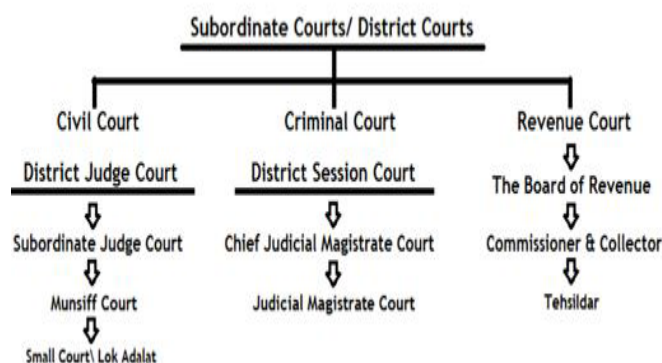 Subordinate Courts/ District Courts
Civil Court
District Judge Court
Subordinate Judge Court
Munsiff Court
Small Court\ Lok Adalat
Criminal Court
District Session Court
Chief Judicial Magistrate Court
Judicial Magistrate Court
Revenue Court
The Board of Revenue
Commissioner & Collector
Tehsildar